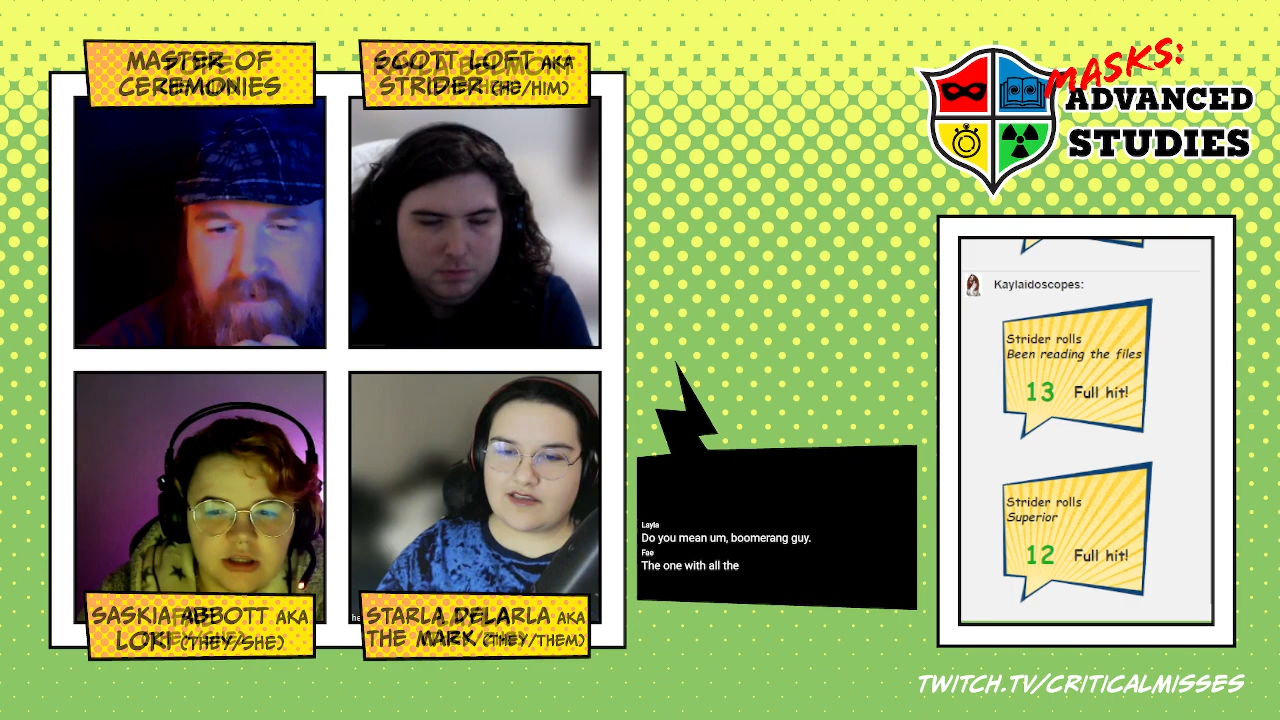 MASTER OF
CEREMONIES
SCOTT LOFT AKA
STRIDER (HE/HIM)
SASKIA ABBOTT AKA
LOKI (THEY/SHE)
STARLA DELARLA AKA
THE MARK (THEY/THEM)
Layla
Do you mean um, boomerang guy.
Fae
The one with all the
MASKS:
ADVANCED
STUDIES
Kaylaidoscopes:
Strider rolls
Been reading the files
13 Full hit!
Strider rolls
Superior
12 Full hit!
TWITCH.TV/CRITICALMISSES